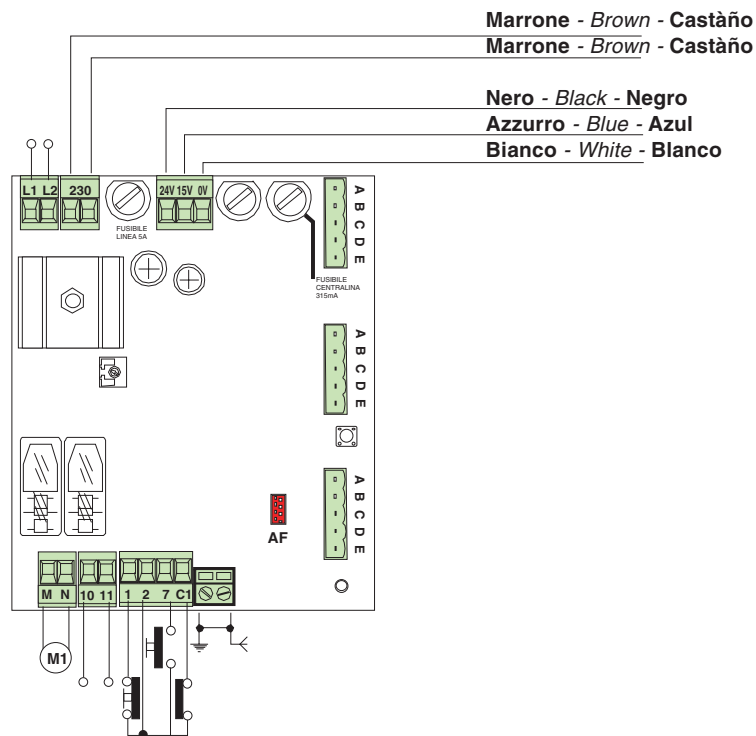 Marrone - Brown - Castàño
Marrone - Brown - Castàño
Nero - Black - Negro
Azzurro - Blue - Azul
Bianco - White - Blanco
L1 L2 230 24V 15V 0V
FUSIBILE
LINEA 5A
A B C D E
FUSIBILE
CENTRALINA
315mA
A B C D E
A B C D E
AF
M N 10 11 1 2 7 C1
M1